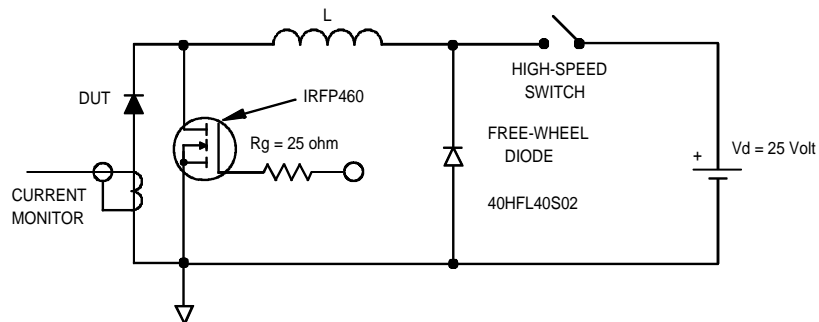 L
HIGH-SPEED
SWITCH
DUT
IRFP460
Rg = 25 ohm
FREE-WHEEL
DIODE
+
Vd = 25 Volt
CURRENT
MONITOR
40HFL40S02